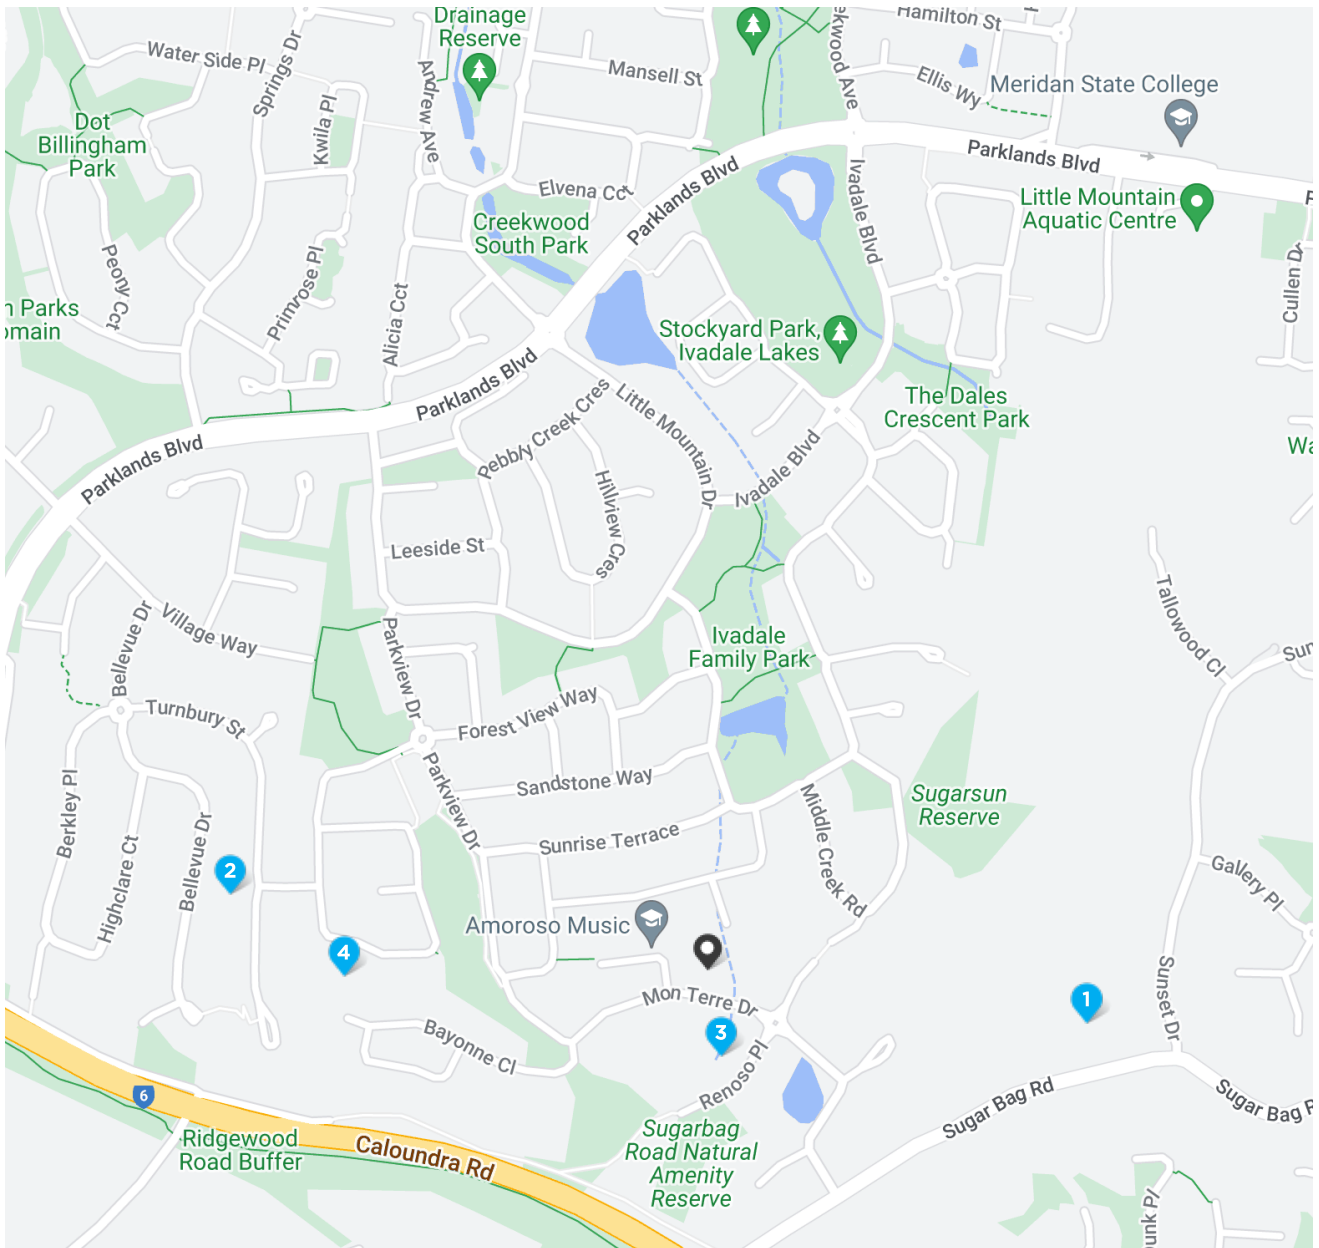 Drainage
Reserve
Hamilton St
Water Side Pl
Springs Dr
Andrew Ave
Mansell St
Ellis Wy
Meridan State College
Dot
Billingham
Park
Kwila Pl
Elvena Cct
Parklands Blvd
Parklands Blvd
Ivadale Blvd
Little Mountain
Aquatic Centre
Creekwood
South Park
Peony Cct
Primrose Pl
Alicia Cct
Cullen Dr
Stockyard Park,
Ivadale Lakes
Parklands Blvd
The Dales
Crescent Park
Pebbly Creek Cres
Little Mountain Dr
Parklands Blvd
Hillview Cres
Ivadale Blvd
Leeside St
Tallowood Cl
Village Way
Bellevue Dr
Parkview Dr
Ivadale
Family Park
Turnbury St
Forest View Way
Parkview Dr
Sandstone Way
Berkley Pl
Highclare Ct
Bellevue Dr
Sunrise Terrace
Middle Creek Rd
Sugarsun
Reserve
Gallery Pl
2
Amoroso Music
4
Mon Terre Dr
Sunset Dr
1
3
Bayonne Cl
Renoso Pl
6
Sugar Bag Rd
Sugar Bag R
Ridgewood
Road Buffer
Caloundra Rd
Sugarbag
Road Natural
Amenity
Reserve